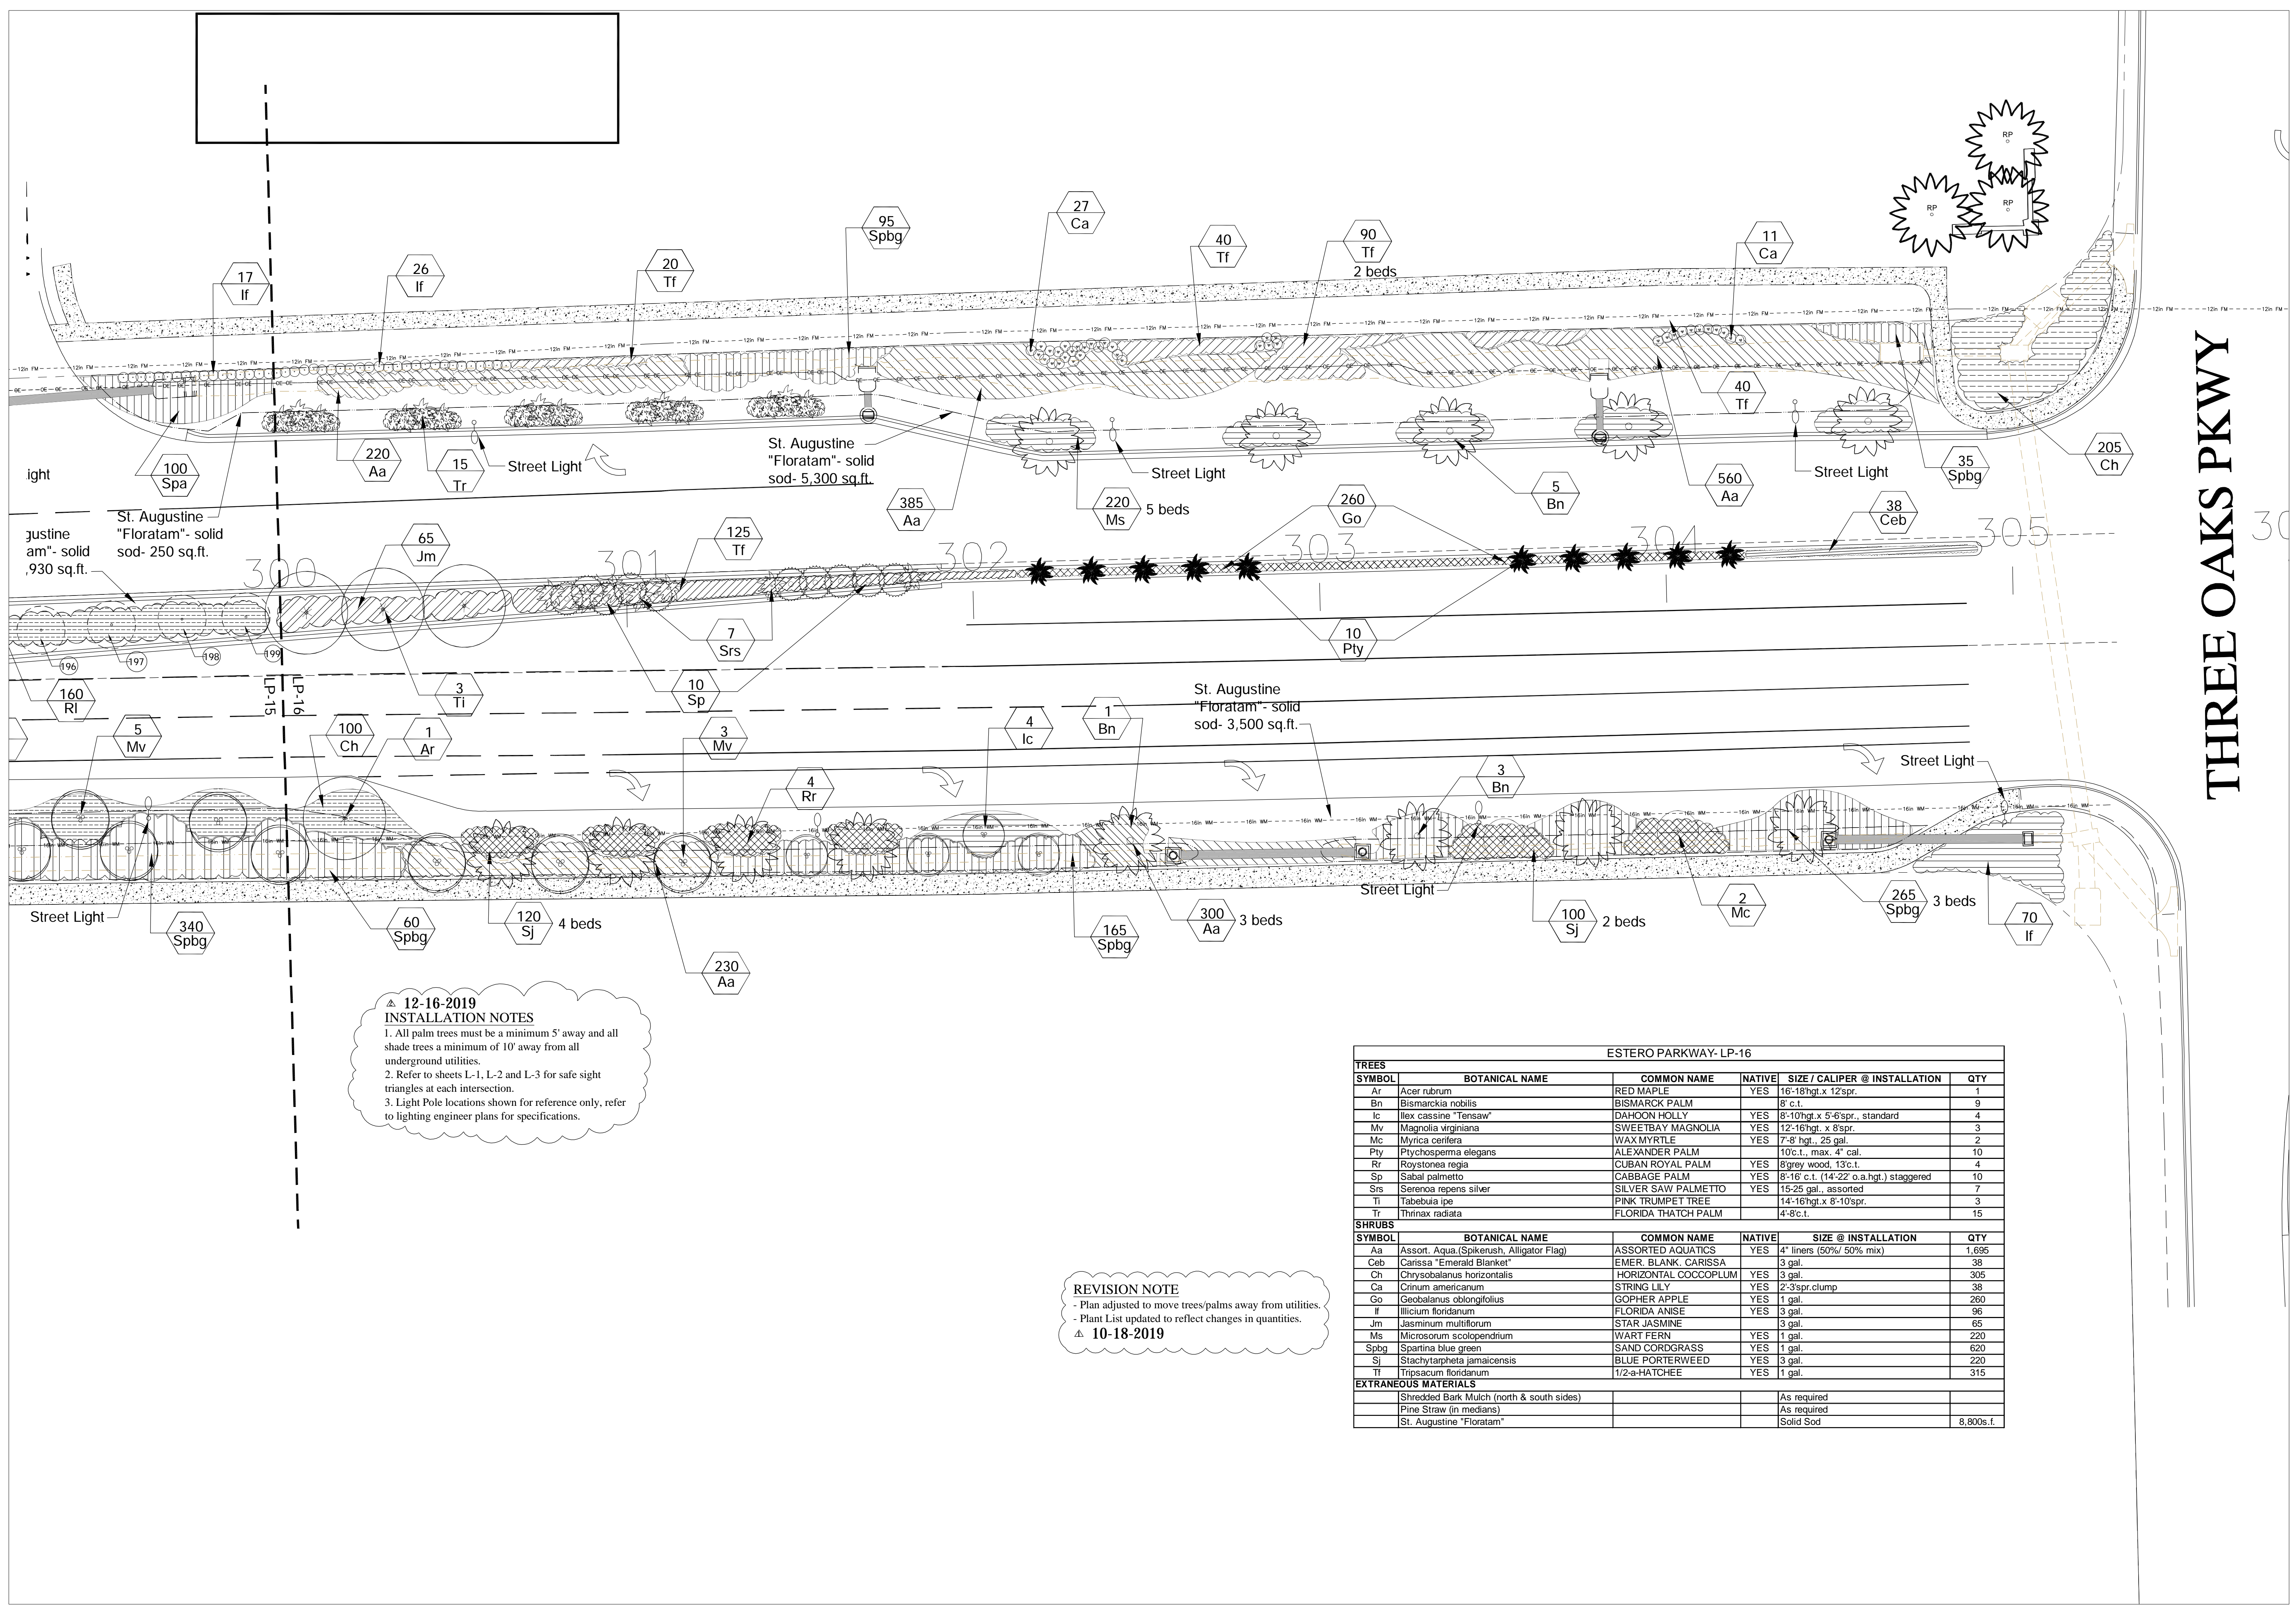 RP
RP
RP
THREE OAKS PKWY
17
If
26
If
20
Tf
95
Spbg
27
Ca
40
Tf
90
Tf
2 beds
11
Ca
12in FM
OE
100
Spa
220
Aa
15
Tr
Street Light
St. Augustine
"Floratam"- solid
sod- 5,300 sq.ft.
385
Aa
Street Light
220
Ms
5 beds
5
Bn
40
Tf
560
Aa
Street Light
35
Spbg
205
Ch
260
Go
38
Ceb
St. Augustine
"Floratam"- solid
sod- 250 sq.ft.
ight
gustine
am"- solid
,930 sq.ft.
65
Jm
125
Tf
300
301
302
303
304
305
30
196
197
198
199
160
Rl
LP-15
LP-16
3
Ti
7
Srs
10
Sp
10
Pty
5
Mv
100
Ch
1
Ar
3
Mv
4
Rr
4
Ic
1
Bn
St. Augustine
"Floratam"- solid
sod- 3,500 sq.ft.
3
Bn
Street Light
16in WM
Street Light
340
Spbg
60
Spbg
120
Sj
4 beds
230
Aa
165
Spbg
300
Aa
3 beds
Street Light
100
Sj
2 beds
2
Mc
265
Spbg
3 beds
70
If
12-16-2019
INSTALLATION NOTES
1. All palm trees must be a minimum 5' away and all
shade trees a minimum of 10' away from all
underground utilities.
2. Refer to sheets L-1, L-2 and L-3 for safe sight
triangles at each intersection.
3. Light Pole locations shown for reference only, refer
to lighting engineer plans for specifications.
REVISION NOTE
- Plan adjusted to move trees/palms away from utilities.
- Plant List updated to reflect changes in quantities.
10-18-2019
ESTERO PARKWAY- LP-16
TREES
SYMBOL BOTANICAL NAME COMMON NAME NATIVE SIZE / CALIPER @ INSTALLATION QTY
Ar Acer rubrum RED MAPLE YES 16'-18'hgt.x 12'spr. 1
Bn Bismarckia nobilis BISMARCK PALM 8' c.t. 9
Ic Ilex cassine "Tensaw" DAHOON HOLLY YES 8'-10'hgt.x 5'-6'spr., standard 4
Mv Magnolia virginiana SWEETBAY MAGNOLIA YES 12'-16'hgt. x 8'spr. 3
Mc Myrica cerifera WAX MYRTLE YES 7'-8' hgt., 25 gal. 2
Pty Ptychosperma elegans ALEXANDER PALM 10'c.t., max. 4" cal. 10
Rr Roystonea regia CUBAN ROYAL PALM YES 8'grey wood, 13'c.t. 4
Sp Sabal palmetto CABBAGE PALM YES 8'-16' c.t. (14'-22' o.a.hgt.) staggered 10
Srs Serenoa repens silver SILVER SAW PALMETTO YES 15-25 gal., assorted 7
Ti Tabebuia ipe PINK TRUMPET TREE 14'-16'hgt.x 8'-10'spr. 3
Tr Thrinax radiata FLORIDA THATCH PALM 4'-8'c.t. 15
SHRUBS
SYMBOL BOTANICAL NAME COMMON NAME NATIVE SIZE @ INSTALLATION QTY
Aa Assort. Aqua.(Spikerush, Alligator Flag) ASSORTED AQUATICS YES 4" liners (50%/ 50% mix) 1,695
Ceb Carissa "Emerald Blanket" EMER. BLANK. CARISSA 3 gal. 38
Ch Chrysobalanus horizontalis HORIZONTAL COCCOPLUM YES 3 gal. 305
Ca Crinum americanum STRING LILY YES 2'-3'spr.clump 38
Go Geobalanus oblongifolius GOPHER APPLE YES 1 gal. 260
If Illicium floridanum FLORIDA ANISE YES 3 gal. 96
Jm Jasminum multiflorum STAR JASMINE 3 gal. 65
Ms Microsorum scolopendrium WART FERN YES 1 gal. 220
Spbg Spartina blue green SAND CORDGRASS YES 1 gal. 620
Sj Stachytarpheta jamaicensis BLUE PORTERWEED YES 3 gal. 220
Tf Tripsacum floridanum 1/2-a-HATCHEE YES 1 gal. 315
EXTRANEOUS MATERIALS
Shredded Bark Mulch (north & south sides) As required
Pine Straw (in medians) As required
St. Augustine "Floratam" Solid Sod 8,800s.f.